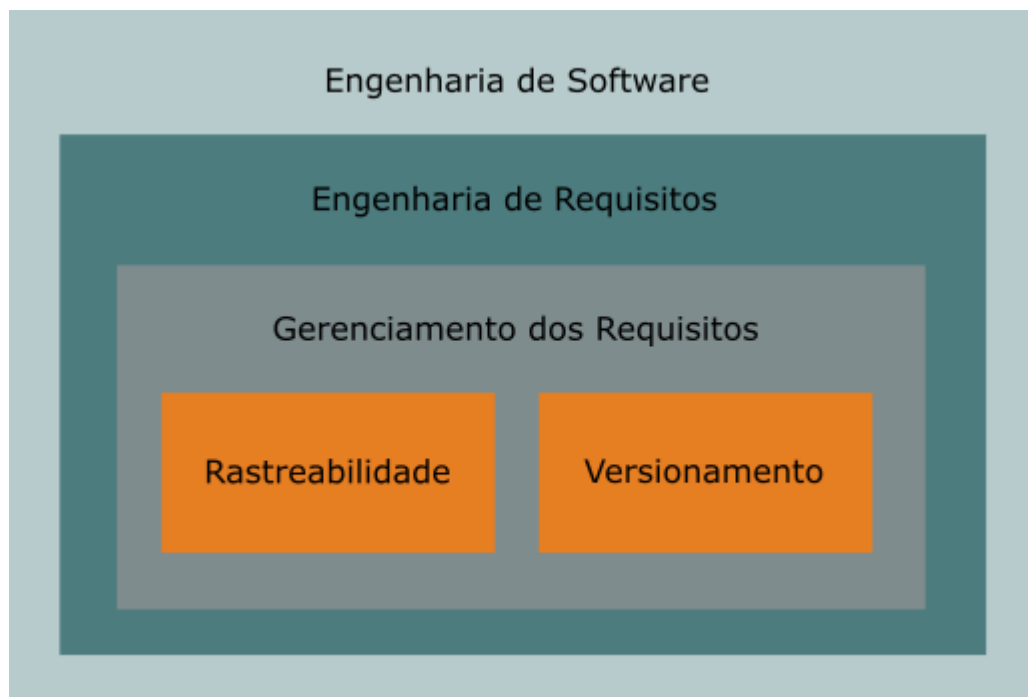 Engenharia de Software
Engenharia de Requisitos
Gerenciamento dos Requisitos
Rastreabilidade
Versionamento